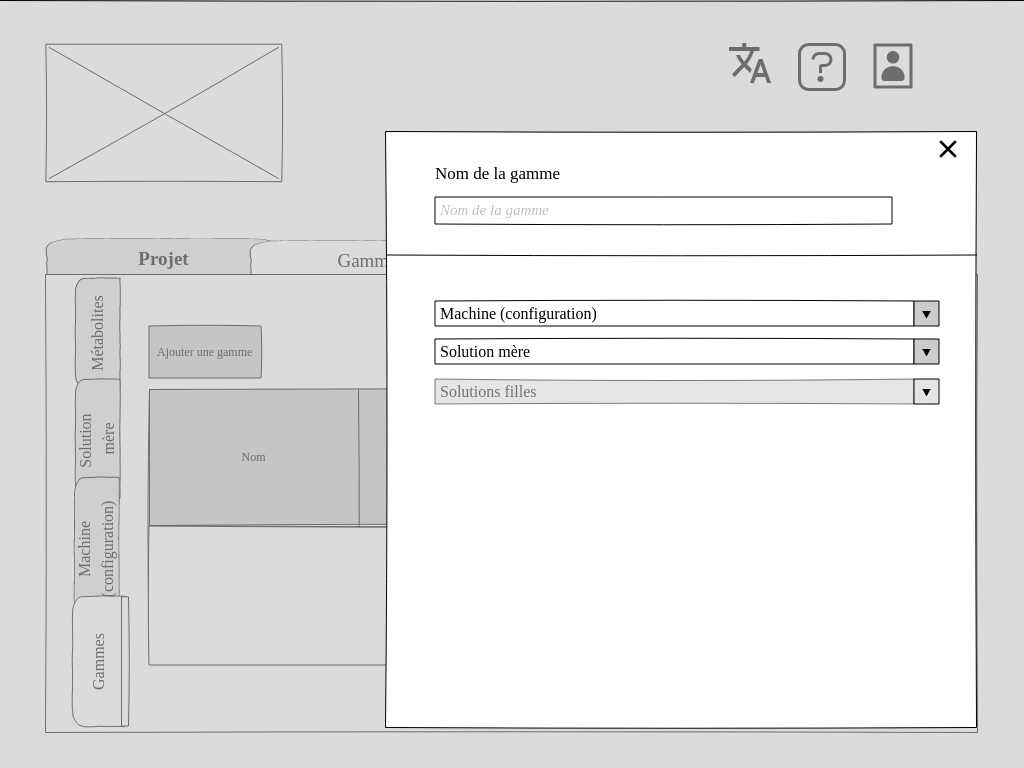 Nom de la gamme
Nom de la gamme
Projet
Gamm
Machine (configuration)
Solution mère
Solutions filles
Métabolites
Solution
mère
Machine
(configuration)
Gammes
Ajouter une gamme
Nom